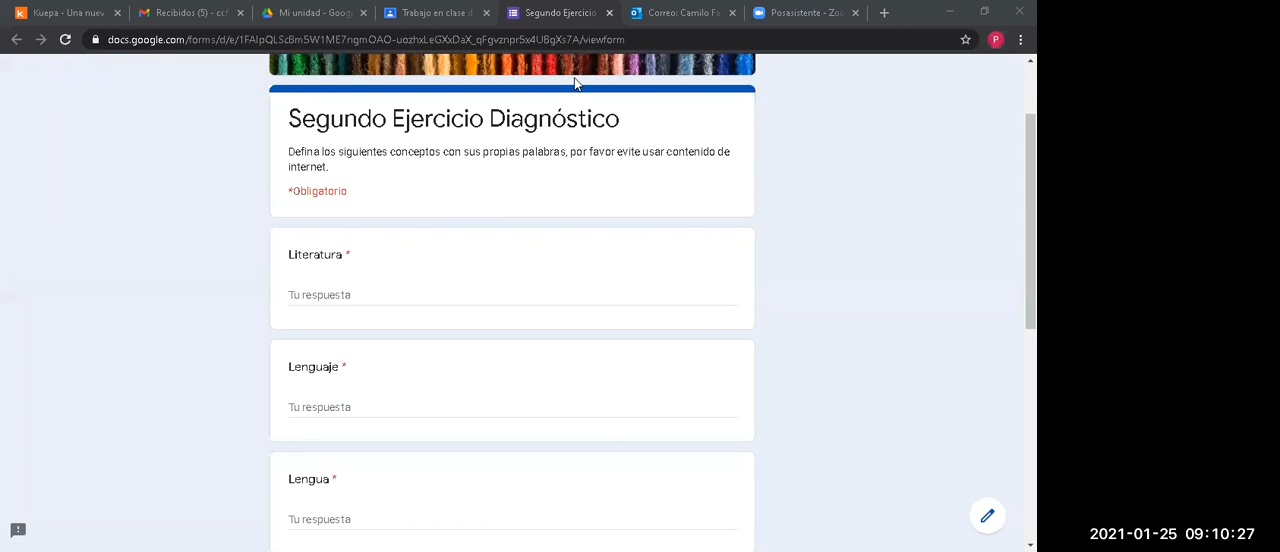 Kuepa - Una nuev
Recibidos (5) - ccf
Mi unidad - Goog
Trabajo en clase d
Segundo Ejercicio
Correo: Camilo Fa
Posasistente - Zoo
docs.google.com/forms/d/e/1FAIpQLScBm5W1ME7ngmOAO-uozhxLeGXxDaX_qFgvznpr5x4UBgXs7A/viewform
P
Segundo Ejercicio Diagnóstico
Defina los siguientes conceptos con sus propias palabras, por favor evite usar contenido de
internet.
*Obligatorio
Literatura *
Tu respuesta
Lenguaje *
Tu respuesta
Lengua *
Tu respuesta
2021-01-25 09:10:27